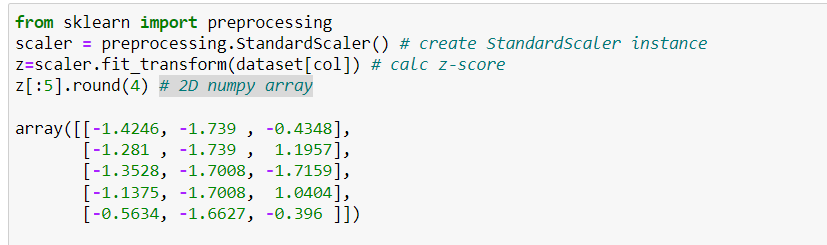 from sklearn import preprocessing
scaler = preprocessing.StandardScaler() # create StandardScaler instance
z=scaler.fit_transform(dataset[col]) # calc z-score
z[:5].round(4) # 2D numpy array
array([[-1.4246, -1.739 , -0.4348],
[-1.281 , -1.739 ,  1.1957],
[-1.3528, -1.7008, -1.7159],
[-1.1375, -1.7008,  1.0404],
[-0.5634, -1.6627, -0.396 ]])